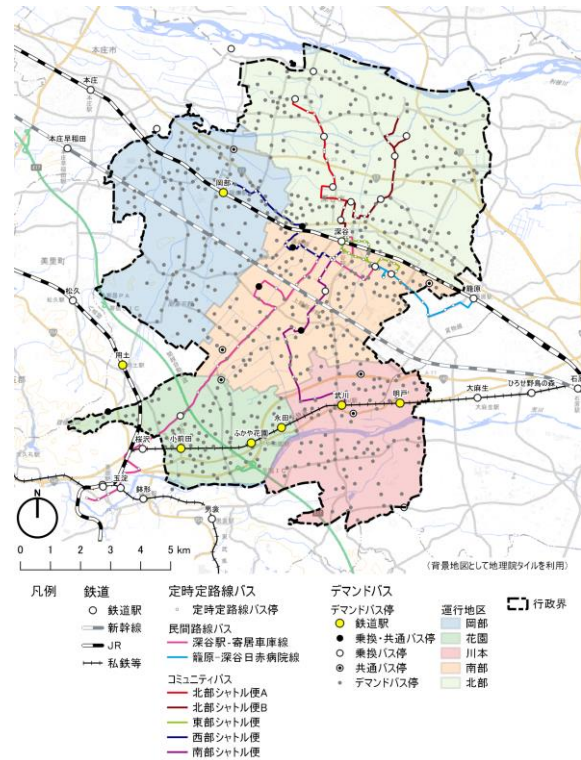 本庄市
本庄
本庄早稲田
岡部
美里町
深谷
籠原
松久
用土
大麻生
ひろせ野鳥の森
明戸
武川
永田
ふかや花園
小前田
桜沢
玉淀
鉢形
男衾
N
0 1 2 3 4 5 km
(背景地図として地理院タイルを利用)
凡例
鉄道
鉄道駅
新幹線
JR
私鉄等
定時定路線バス
定時定路線バス停
民間路線バス
深谷駅-寄居車庫線
籠原-深谷日赤病院線
コミュニティバス
北部シャトル便A
北部シャトル便B
東部シャトル便
西部シャトル便
南部シャトル便
デマンドバス
デマンドバス停
鉄道駅
乗換・共通バス停
乗換バス停
共通バス停
デマンドバス停
運行地区
岡部
花園
川本
南部
北部
行政界